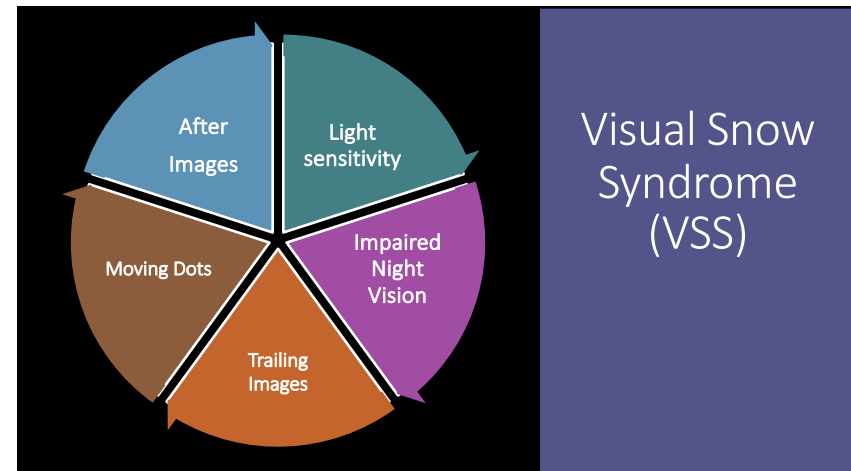 After
Images
Light
sensitivity
Impaired
Night
Vision
Trailing
Images
Moving Dots
Visual Snow
Syndrome
(VSS)